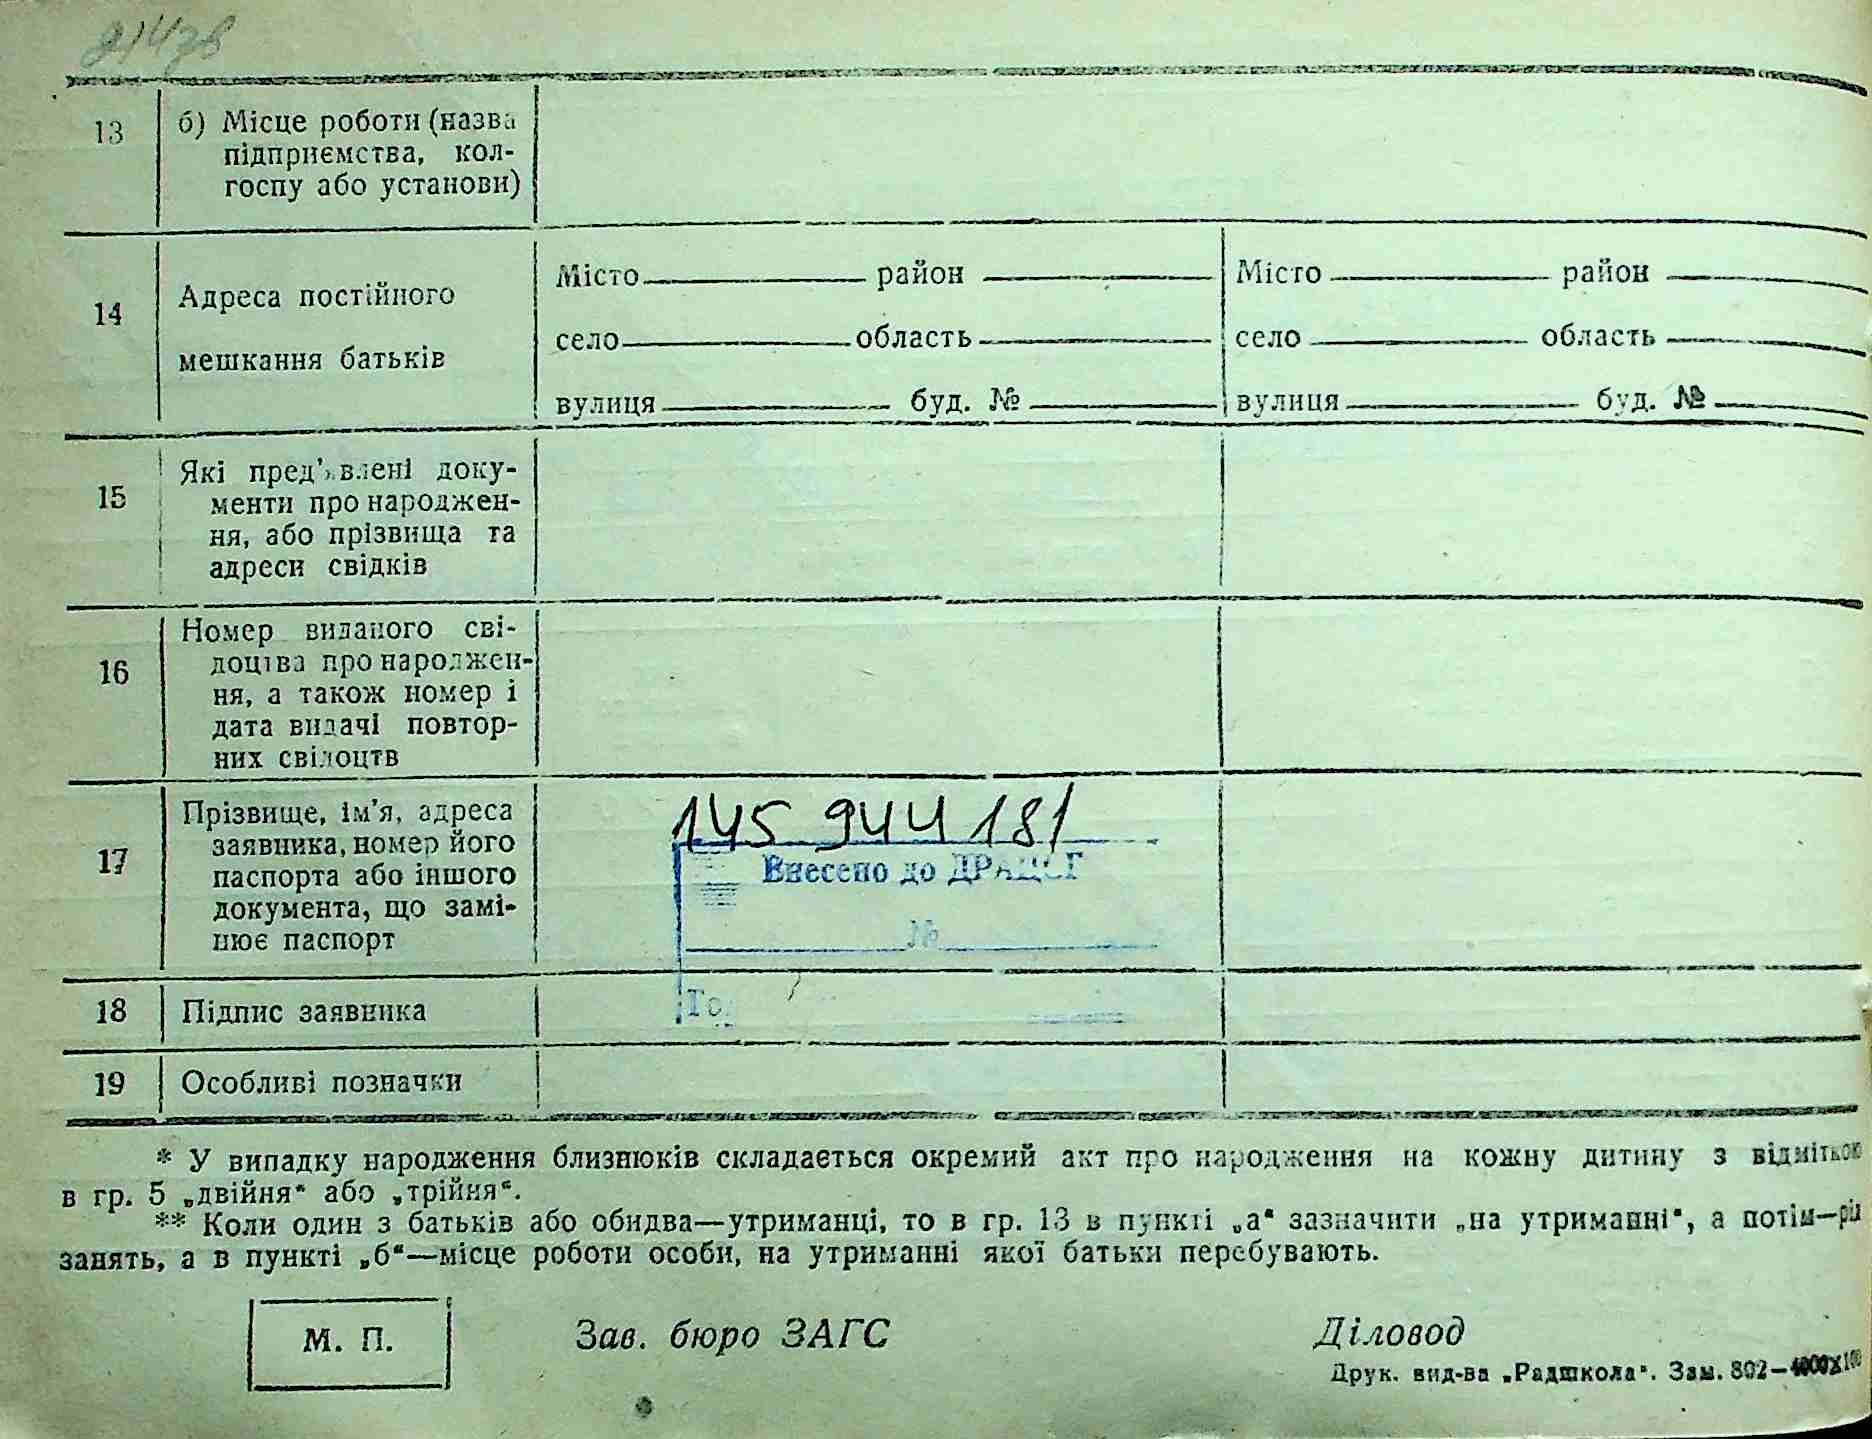 13
б) Місце роботи (назва
підприємства, кол-
госпу або установи)
14
Адреса постійного
мешкання батьків
Місто район
село область
вулиця буд. №
Місто район
село область
вулиця буд. №
15
Які пред'явлені доку-
менти про народжен-
ня, або прізвища та
адреси свідків
16
Номер виданого сві-
доцтва про народжен-
ня, а також номер і
дата видачі повтор-
них свідоцтв
17
Прізвище, ім'я, адреса
заявника, номер його
паспорта або іншого
документа, що замі-
нює паспорт
145 944 181
Внесено до ДРАЦСГ
№
18
Підпис заявника
19
Особливі позначки
* У випадку народження близнюків складається окремий акт про народження на кожну дитину з відміткою
в гр. 5 „двійня“ або „трійня“.
** Коли один з батьків або обидва—утриманці, то в гр. 13 в пункті „а“ зазначити „на утриманні“, а потім—рід
занять, а в пункті „б“—місце роботи особи, на утриманні якої батьки перебувають.
М. П.
Зав. бюро ЗАГС
Діловод
Друк. вид-ва „Радшкола“. Зам. 802—4000X100